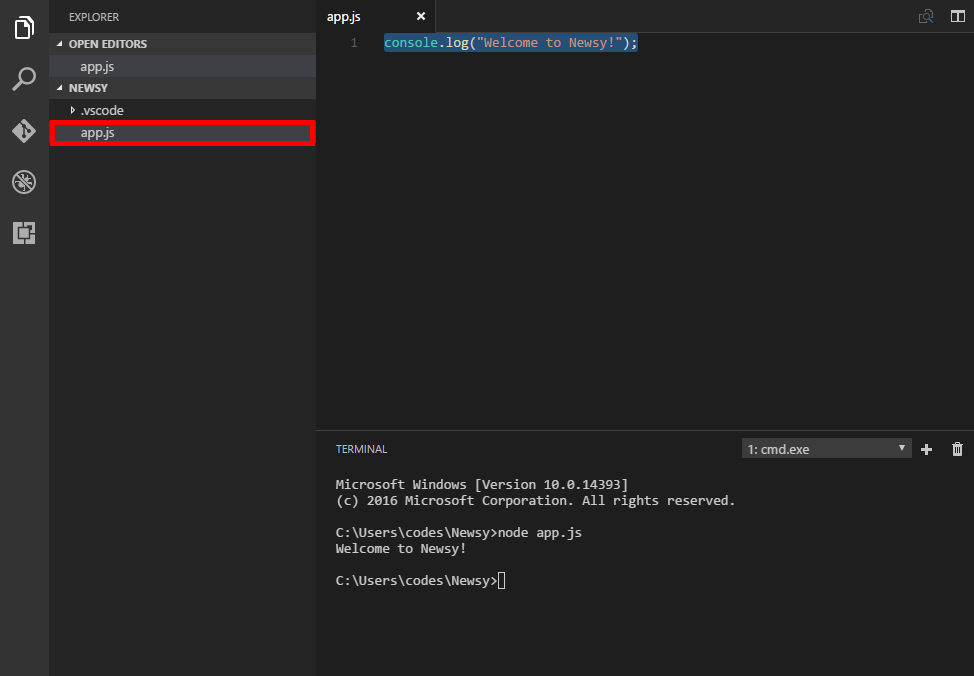 EXPLORER
OPEN EDITORS
app.js
NEWSY
.vscode
app.js
app.js
1 console.log("Welcome to Newsy!");
TERMINAL
1: cmd.exe
Microsoft Windows [Version 10.0.14393]
(c) 2016 Microsoft Corporation. All rights reserved.
C:\Users\codes\Newsy>node app.js
Welcome to Newsy!
C:\Users\codes\Newsy>